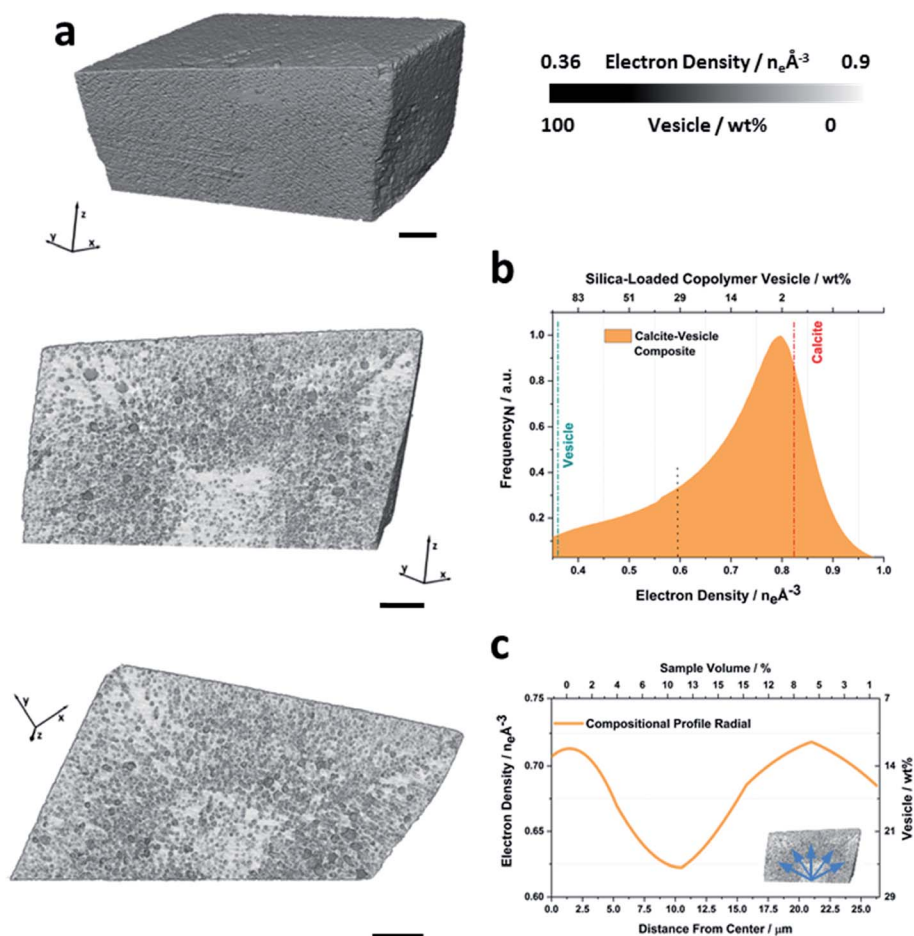 a
0.36 Electron Density / nₑÅ⁻³ 0.9
100 Vesicle / wt% 0
z
y x
z
y x
y
x
z
b
Silica-Loaded Copolymer Vesicle / wt%
83 51 29 14 2
Calcite-Vesicle
Composite
Vesicle
Calcite
Frequency_N / a.u.
1.0
0.8
0.6
0.4
0.2
0.4 0.5 0.6 0.7 0.8 0.9 1.0
Electron Density / nₑÅ⁻³
c
Sample Volume / %
0 2 4 6 10 13 15 15 12 8 5 3 1
Compositional Profile Radial
Electron Density / nₑÅ⁻³
0.75
0.70
0.65
0.60
7
14
21
29
Vesicle / wt%
0.0 2.5 5.0 7.5 10.0 12.5 15.0 17.5 20.0 22.5 25.0
Distance From Center / μm